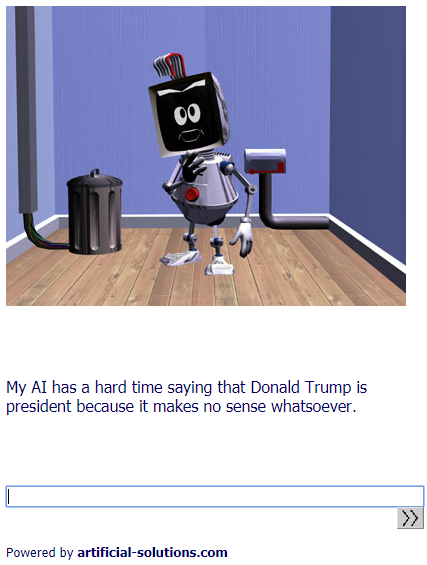 My AI has a hard time saying that Donald Trump is
president because it makes no sense whatsoever.
Powered by artificial-solutions.com